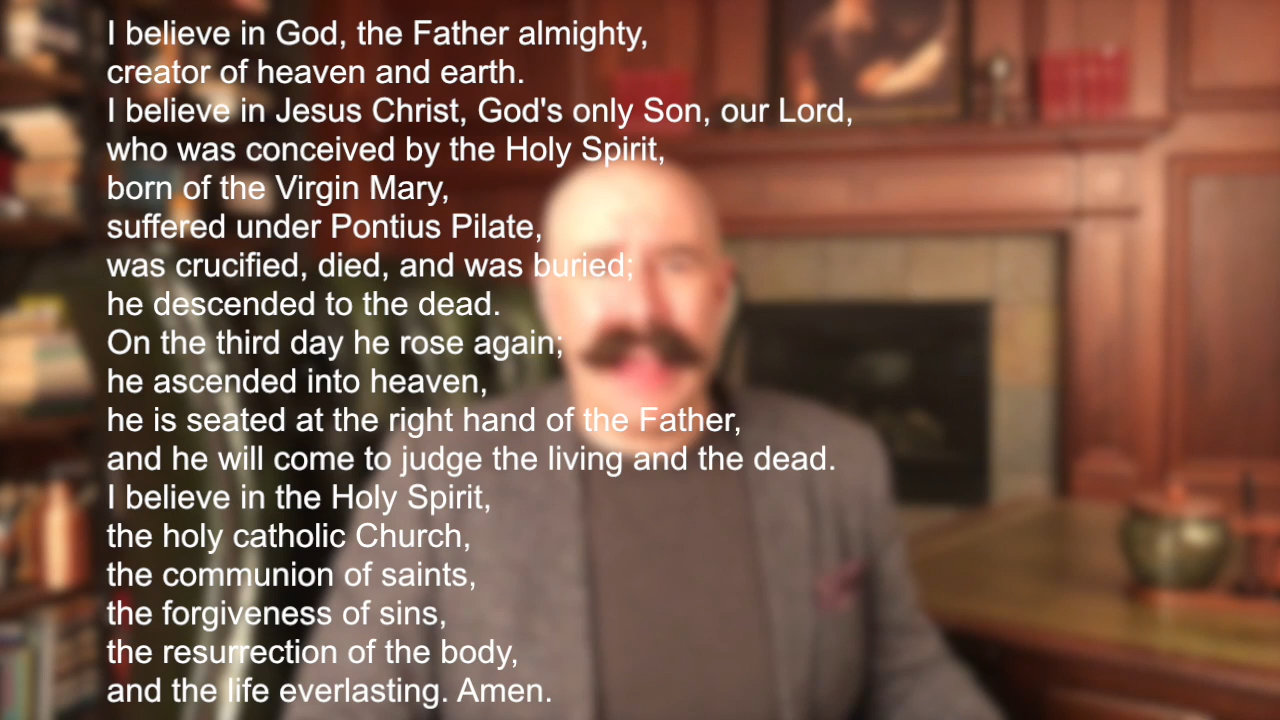 I believe in God, the Father almighty,
creator of heaven and earth.
I believe in Jesus Christ, God's only Son, our Lord,
who was conceived by the Holy Spirit,
born of the Virgin Mary,
suffered under Pontius Pilate,
was crucified, died, and was buried;
he descended to the dead.
On the third day he rose again;
he ascended into heaven,
he is seated at the right hand of the Father,
and he will come to judge the living and the dead.
I believe in the Holy Spirit,
the holy catholic Church,
the communion of saints,
the forgiveness of sins,
the resurrection of the body,
and the life everlasting. Amen.